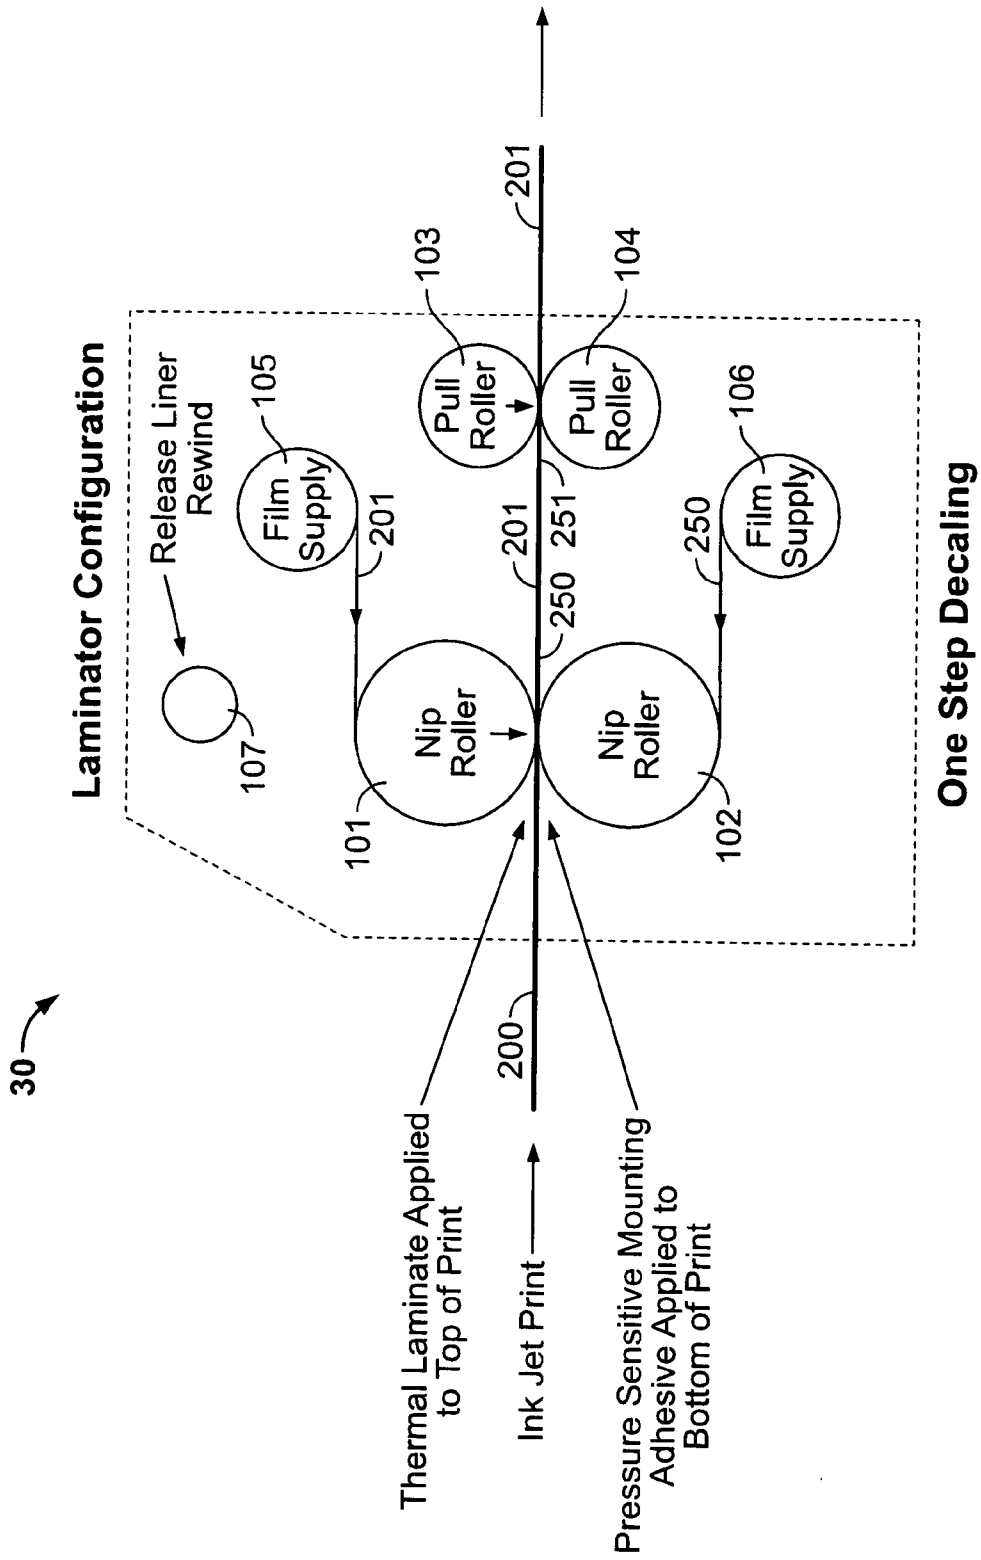 30
Laminator Configuration
Release Liner
Rewind
107
105
Film
Supply
201
103
Pull
Roller
201
101
Nip
Roller
201
250
251
Thermal Laminate Applied
to Top of Print
Ink Jet Print
200
Pressure Sensitive Mounting
Adhesive Applied to
Bottom of Print
Nip
Roller
102
Pull
Roller
104
250
106
Film
Supply
One Step Decaling